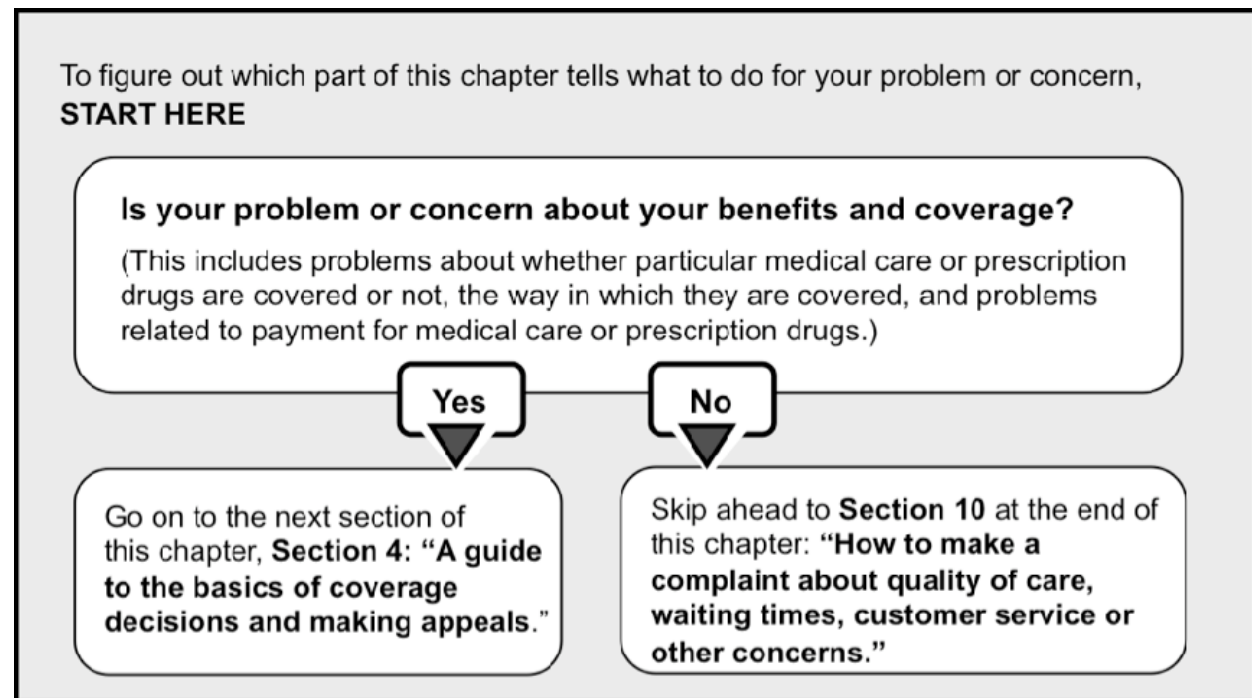 To figure out which part of this chapter tells what to do for your problem or concern,
START HERE
Is your problem or concern about your benefits and coverage?
(This includes problems about whether particular medical care or prescription
drugs are covered or not, the way in which they are covered, and problems
related to payment for medical care or prescription drugs.)
Yes
No
Go on to the next section of
this chapter, Section 4: “A guide
to the basics of coverage
decisions and making appeals.”
Skip ahead to Section 10 at the end of
this chapter: “How to make a
complaint about quality of care,
waiting times, customer service or
other concerns.”